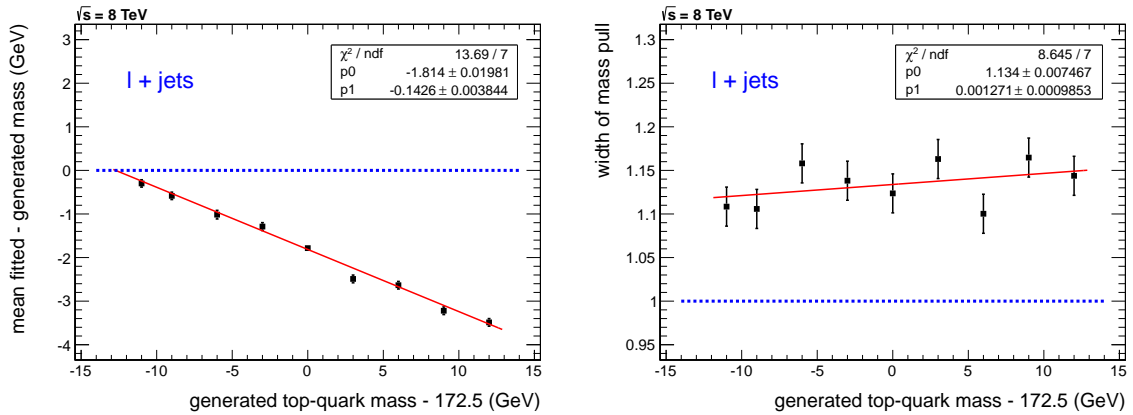 √s = 8 TeV
mean fitted - generated mass (GeV)
3
2
1
0
-1
-2
-3
-4
l + jets
χ² / ndf 13.69 / 7
p0 -1.814 ± 0.01981
p1 -0.1426 ± 0.003844
-15 -10 -5 0 5 10 15
generated top-quark mass - 172.5 (GeV)
√s = 8 TeV
width of mass pull
1.3
1.25
1.2
1.15
1.1
1.05
1
0.95
l + jets
χ² / ndf 8.645 / 7
p0 1.134 ± 0.007467
p1 0.001271 ± 0.0009853
-15 -10 -5 0 5 10 15
generated top-quark mass - 172.5 (GeV)